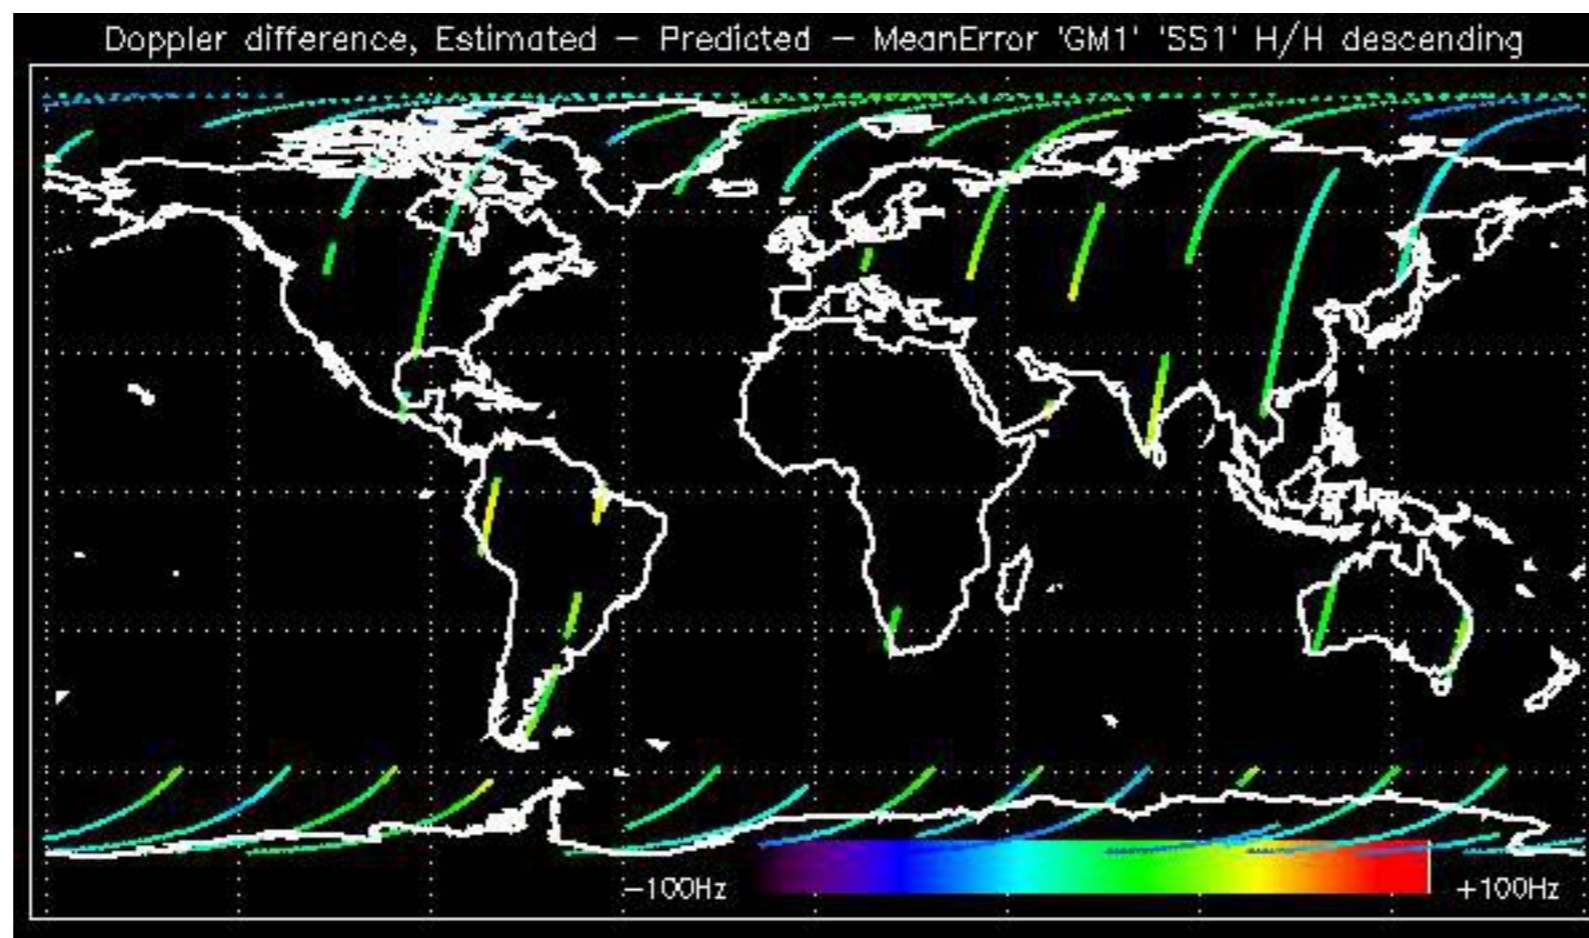 Doppler difference, Estimated – Predicted – MeanError 'GM1' 'SS1' H/H descending
–100Hz +100Hz